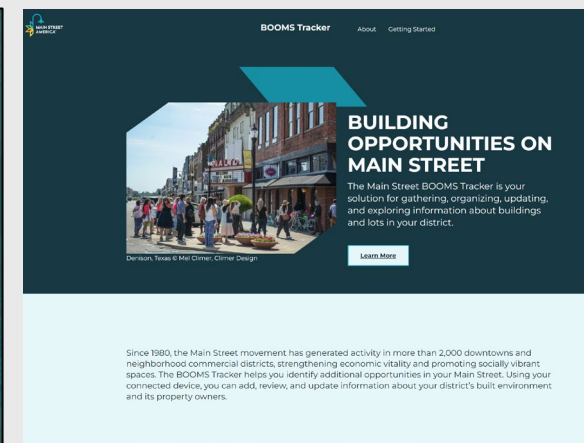 MAIN STREET
AMERICA
BOOMS Tracker
About
Getting Started
BUILDING
OPPORTUNITIES ON
MAIN STREET
The Main Street BOOMS Tracker is your
solution for gathering, organizing, updating,
and exploring information about buildings
and lots in your district.
Learn More
RIALTO
Denison, Texas © Mel Climer, Climer Design
Since 1980, the Main Street movement has generated activity in more than 2,000 downtowns and
neighborhood commercial districts, strengthening economic vitality and promoting socially vibrant
spaces. The BOOMS Tracker helps you identify additional opportunities in your Main Street. Using your
connected device, you can add, review, and update information about your district's built environment
and its property owners.